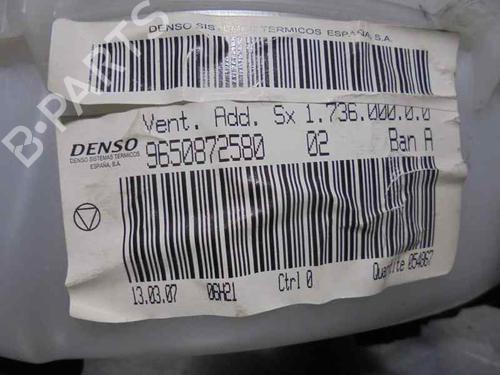 DENSO SISTEMAS TERMICOS ESPAÑA, S.A.
Vent. Add. Sx 1.736.000.0.0
DENSO
DENSO SISTEMAS TERMICOS
ESPAÑA, S.A.
9650872580 02 Ban A
13.03.07 06H21 Ctrl 0 Quantite 054867
B-PARTS